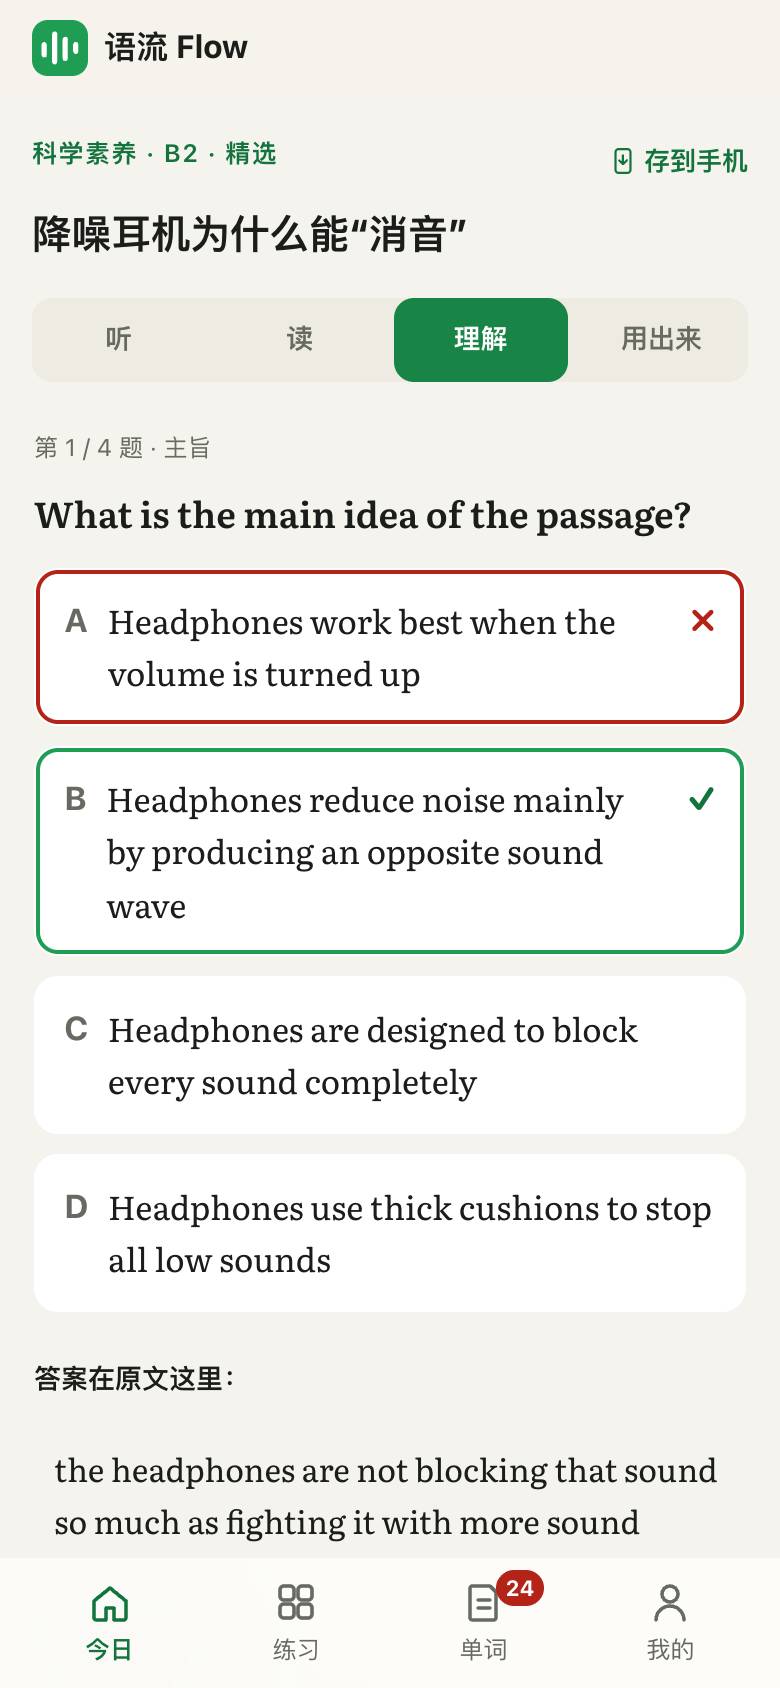 语流 Flow
科学素养 · B2 · 精选
存到手机
降噪耳机为什么能“消音”
听 读 理解 用出来
第 1 / 4 题 · 主旨
What is the main idea of the passage?
A Headphones work best when the
volume is turned up
B Headphones reduce noise mainly
by producing an opposite sound
wave
C Headphones are designed to block
every sound completely
D Headphones use thick cushions to stop
all low sounds
答案在原文这里：
the headphones are not blocking that sound
so much as fighting it with more sound
24
今日 练习 单词 我的